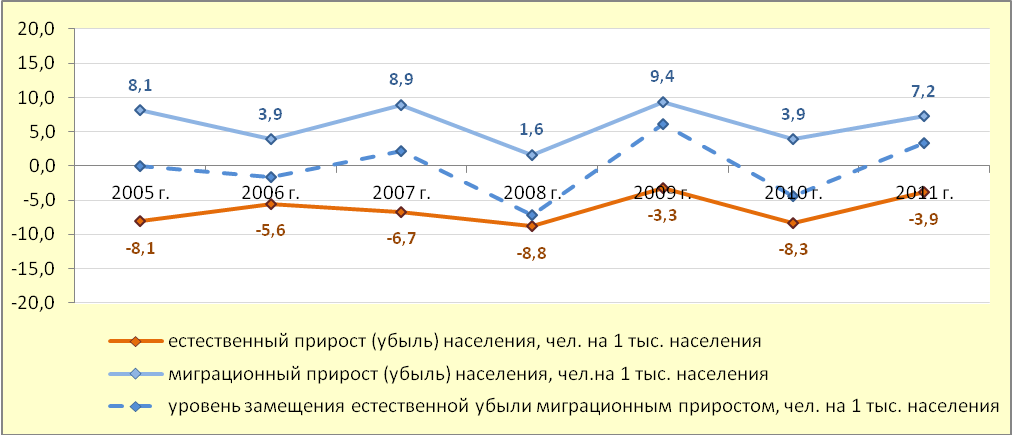 20,0
15,0
10,0
5,0
0,0
-5,0
-10,0
-15,0
-20,0
8,1
3,9
8,9
1,6
9,4
3,9
7,2
2005 г.
2006 г.
2007 г.
2008 г.
2009 г.
2010 г.
2011 г.
-8,1
-5,6
-6,7
-8,8
-3,3
-8,3
-3,9
естественный прирост (убыль) населения, чел. на 1 тыс. населения
миграционный прирост (убыль) населения, чел.на 1 тыс. населения
уровень замещения естественной убыли миграционным приростом, чел. на 1 тыс. населения